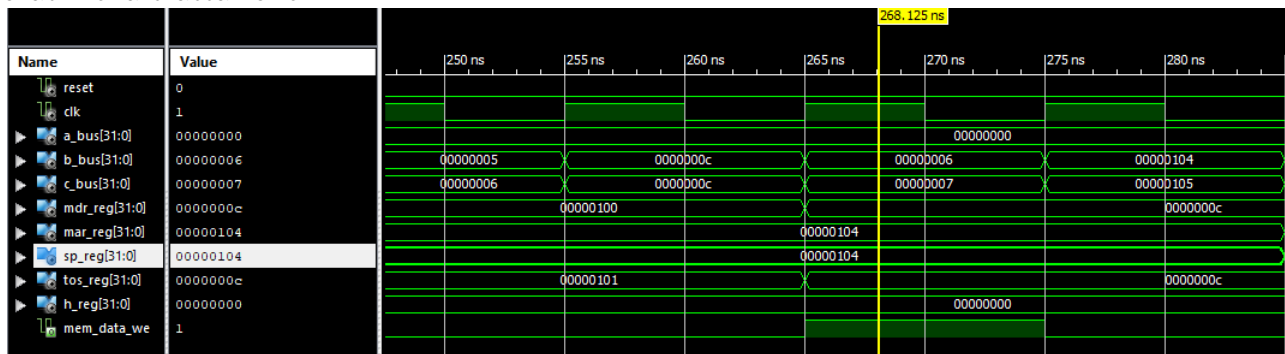 268.125 ns
Name Value 250 ns 255 ns 260 ns 265 ns 270 ns 275 ns 280 ns
reset 0
clk 1
a_bus[31:0] 00000000 00000000
b_bus[31:0] 00000006 00000005 0000000c 00000006 00000104
c_bus[31:0] 00000007 00000006 0000000c 00000007 00000105
mdr_reg[31:0] 0000000c 00000100 0000000c
mar_reg[31:0] 00000104 00000104
sp_reg[31:0] 00000104 00000104
tos_reg[31:0] 0000000c 00000101 0000000c
h_reg[31:0] 00000000 00000000
mem_data_we 1